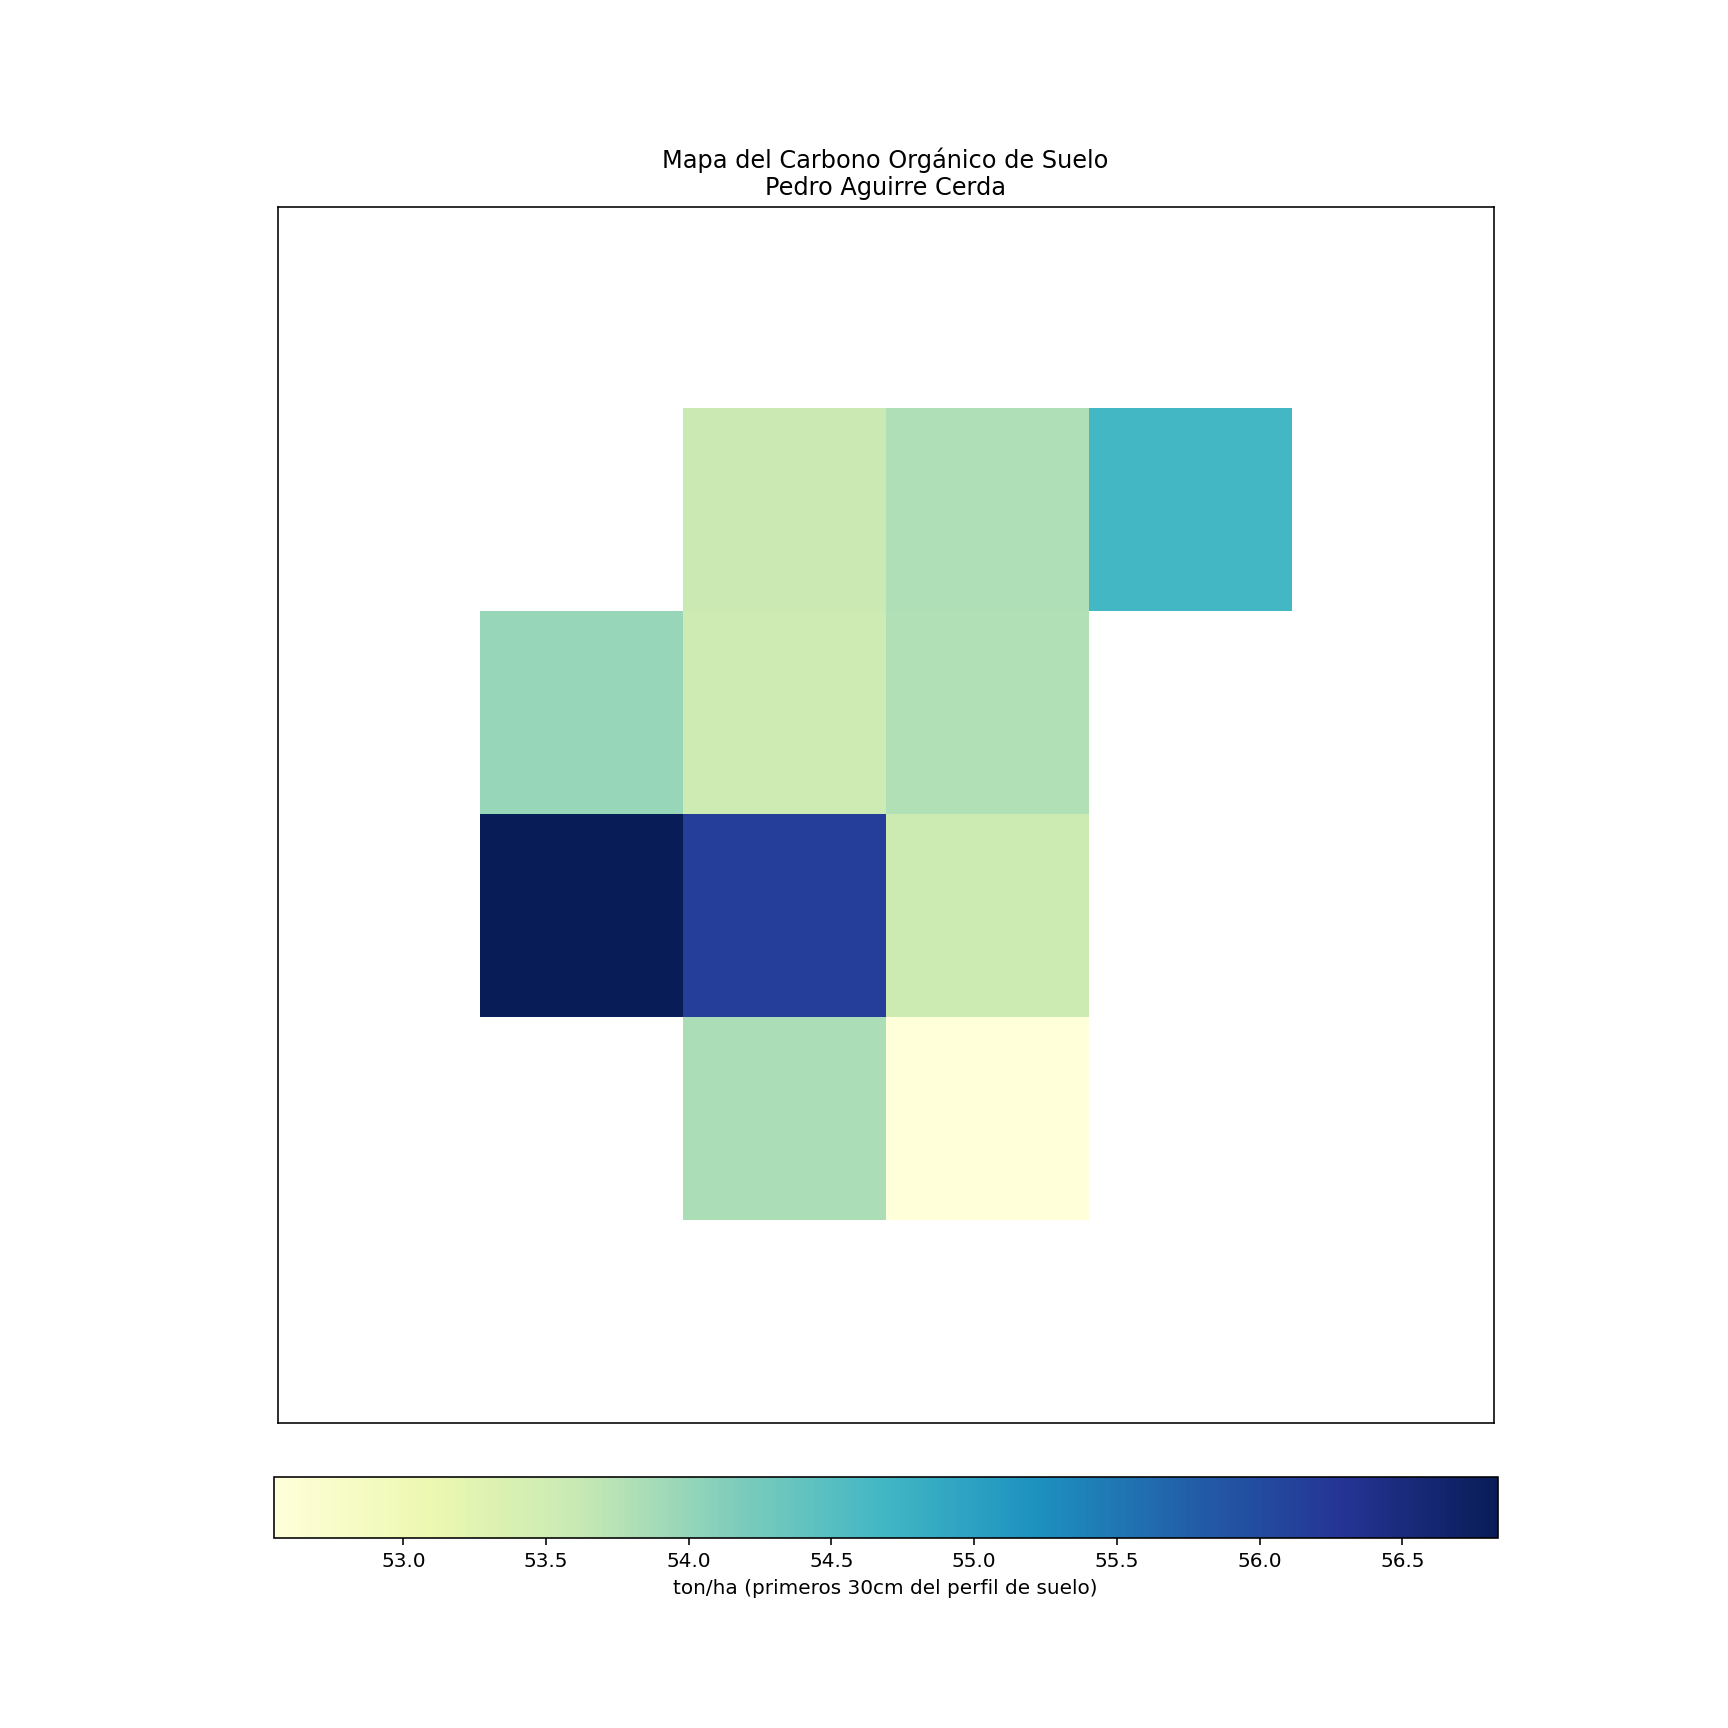 Mapa del Carbono Orgánico de Suelo
Pedro Aguirre Cerda
53.0 53.5 54.0 54.5 55.0 55.5 56.0 56.5
ton/ha (primeros 30cm del perfil de suelo)